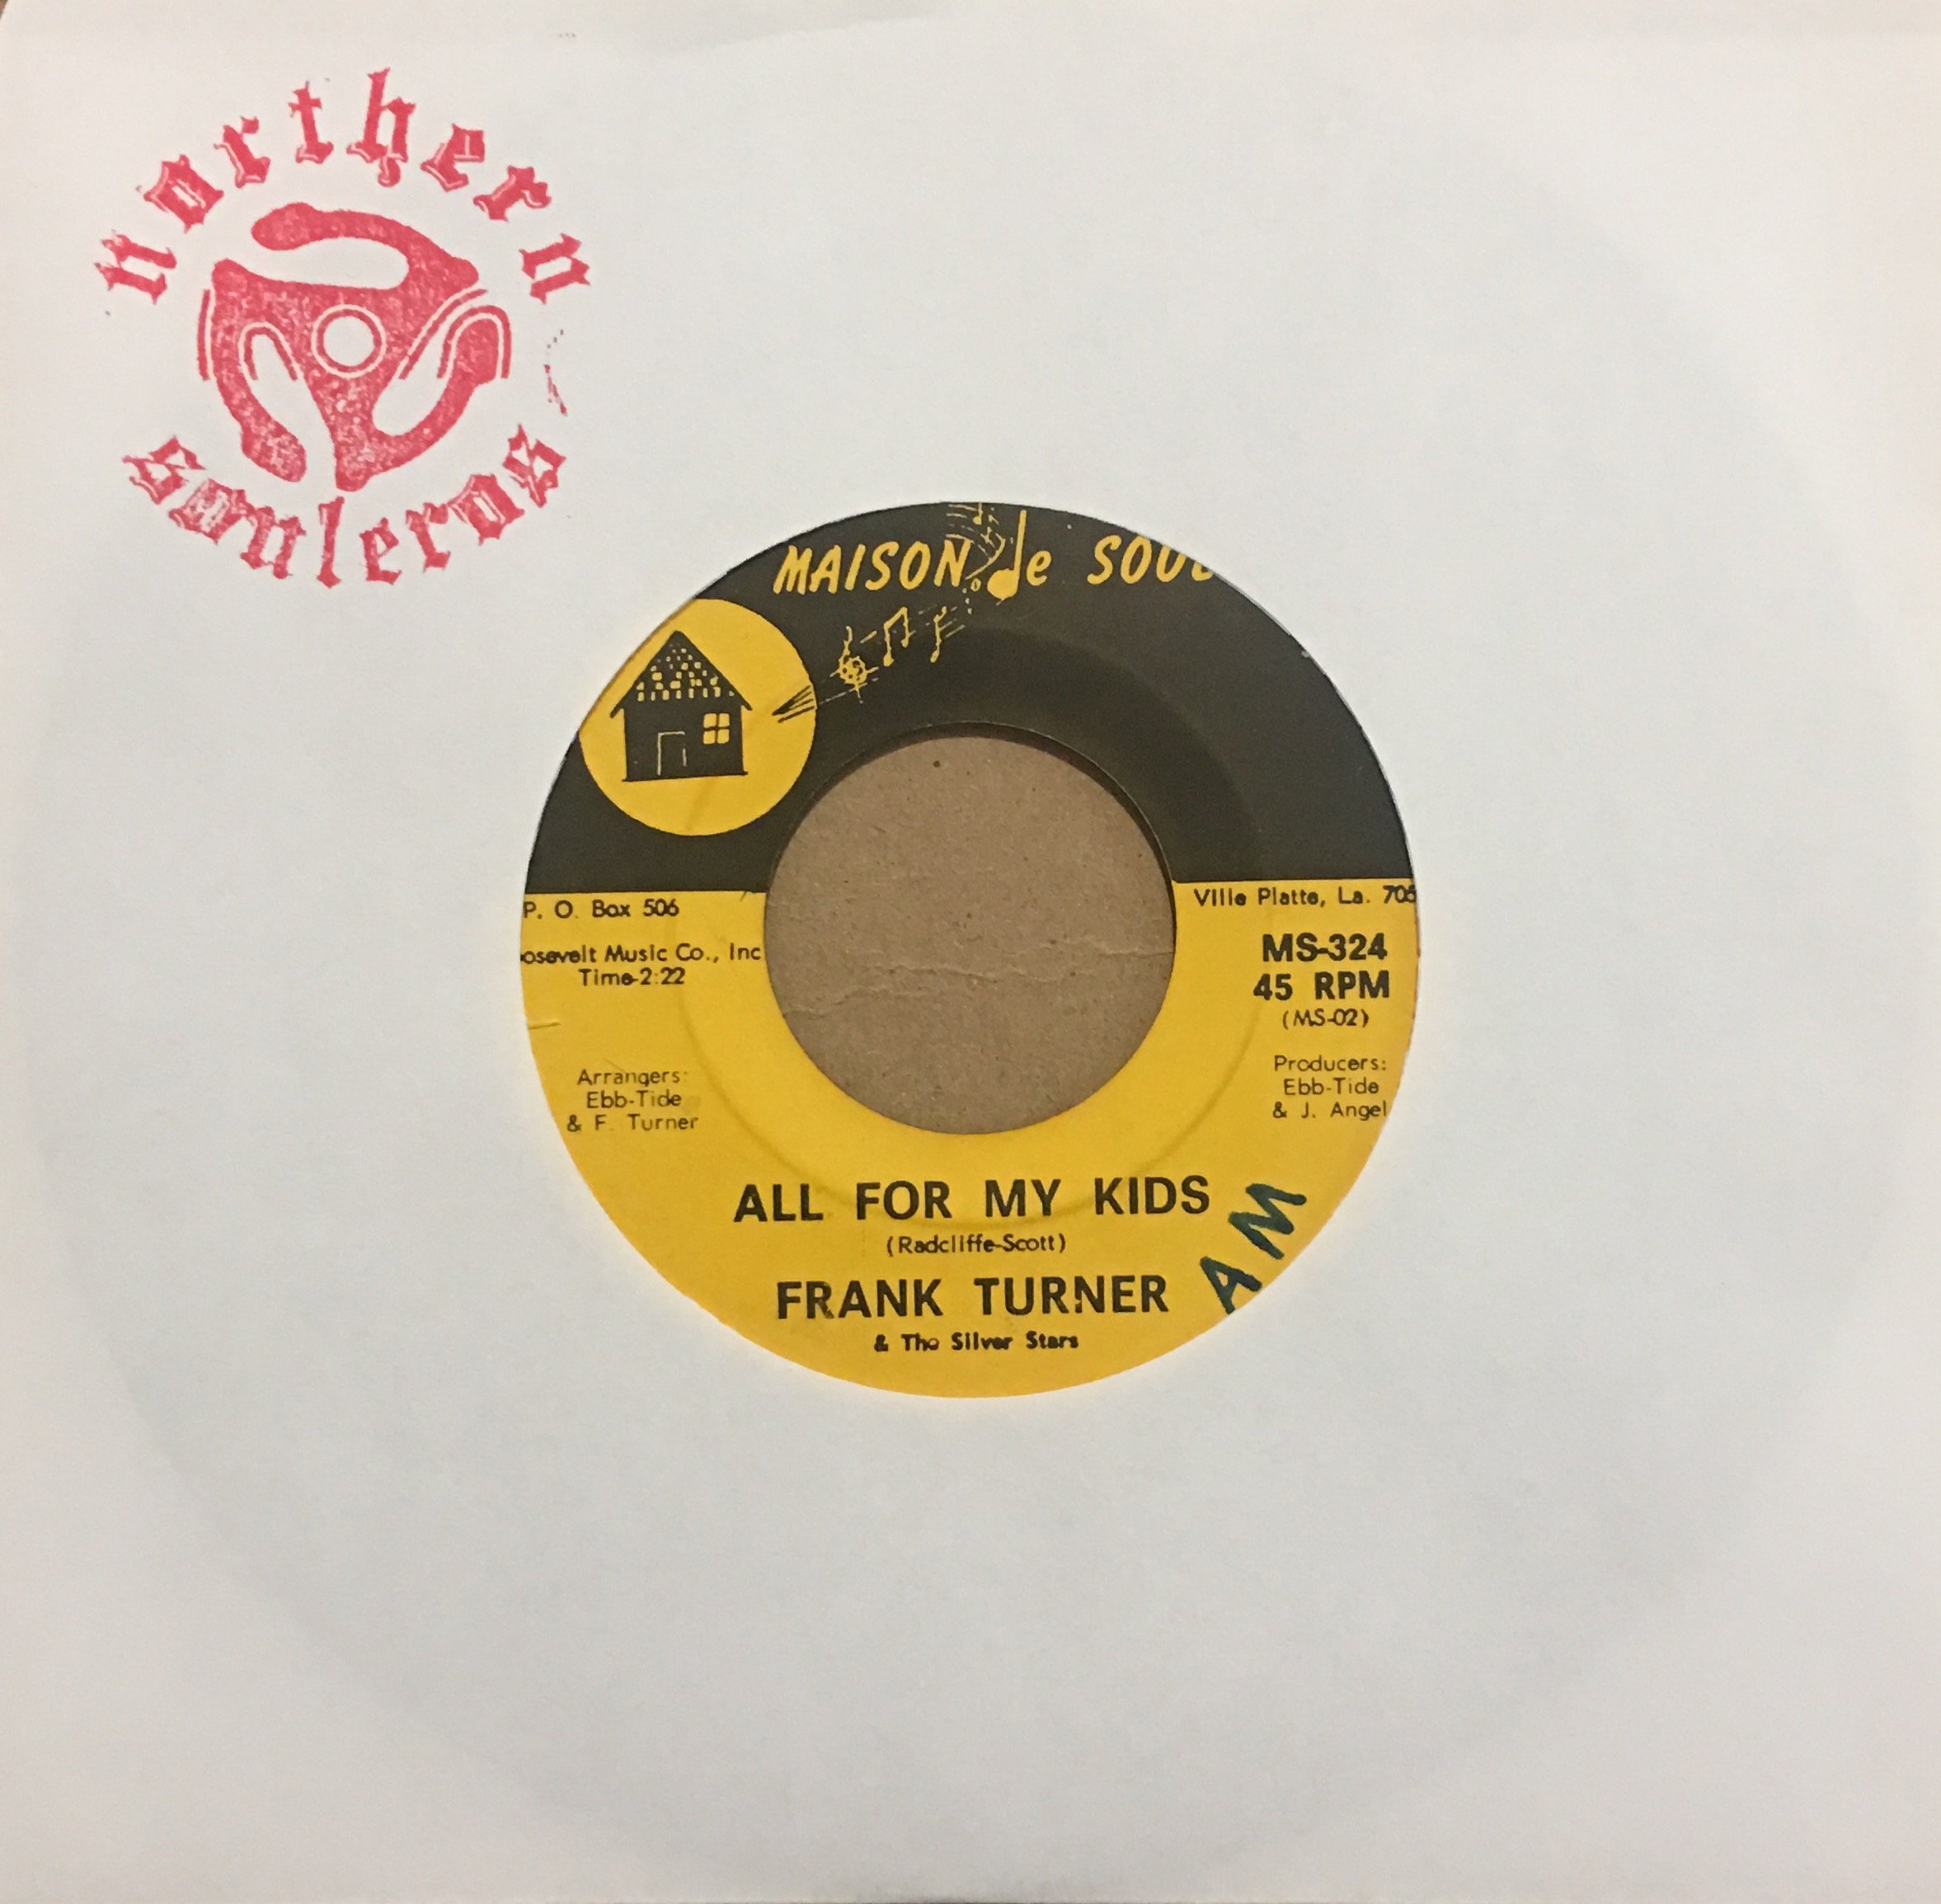 northern
souleros
MAISON de SOUL
P. O. Box 506
Ville Platte, La. 705
osevelt Music Co., Inc
Time-2:22
MS-324
45 RPM
(MS-02)
Arrangers:
Ebb-Tide
& F. Turner
Producers:
Ebb-Tide
& J. Angel
ALL FOR MY KIDS
(Radcliffe-Scott)
FRANK TURNER
& The Silver Stars
AM